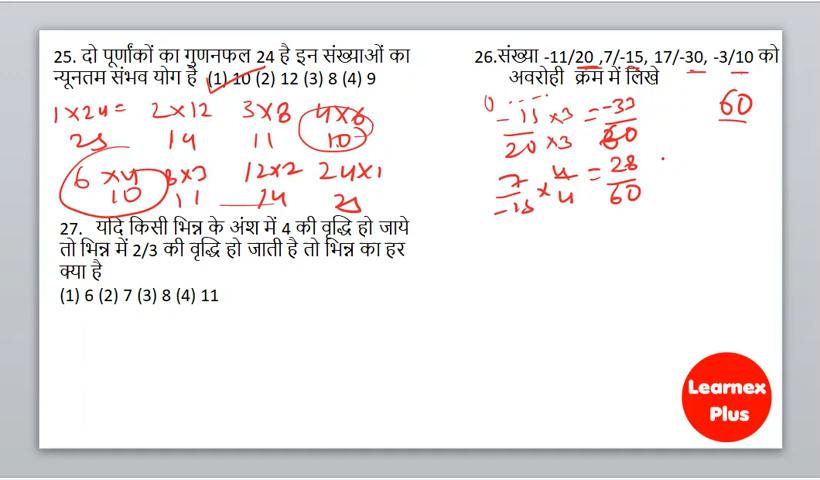 25. दो पूर्णांकों का गुणनफल 24 है इन संख्याओं का
न्यूनतम संभव योग है (1) 10 (2) 12 (3) 8 (4) 9
1 x 24 = 2 x 12 3 x 8 4 x 6
25 14 11 10
6 x 4 8 x 3 12 x 2 24 x 1
10 11 14 25
27. यदि किसी भिन्न के अंश में 4 की वृद्धि हो जाये
तो भिन्न में 2/3 की वृद्धि हो जाती है तो भिन्न का हर
क्या है
(1) 6 (2) 7 (3) 8 (4) 11
26.संख्या -11/20 ,7/-15, 17/-30, -3/10 को
अवरोही क्रम में लिखे
60
-11 x 3 = -33
20 x 3 60
7 x 4 = 28
-15 4 60
Learnex
Plus